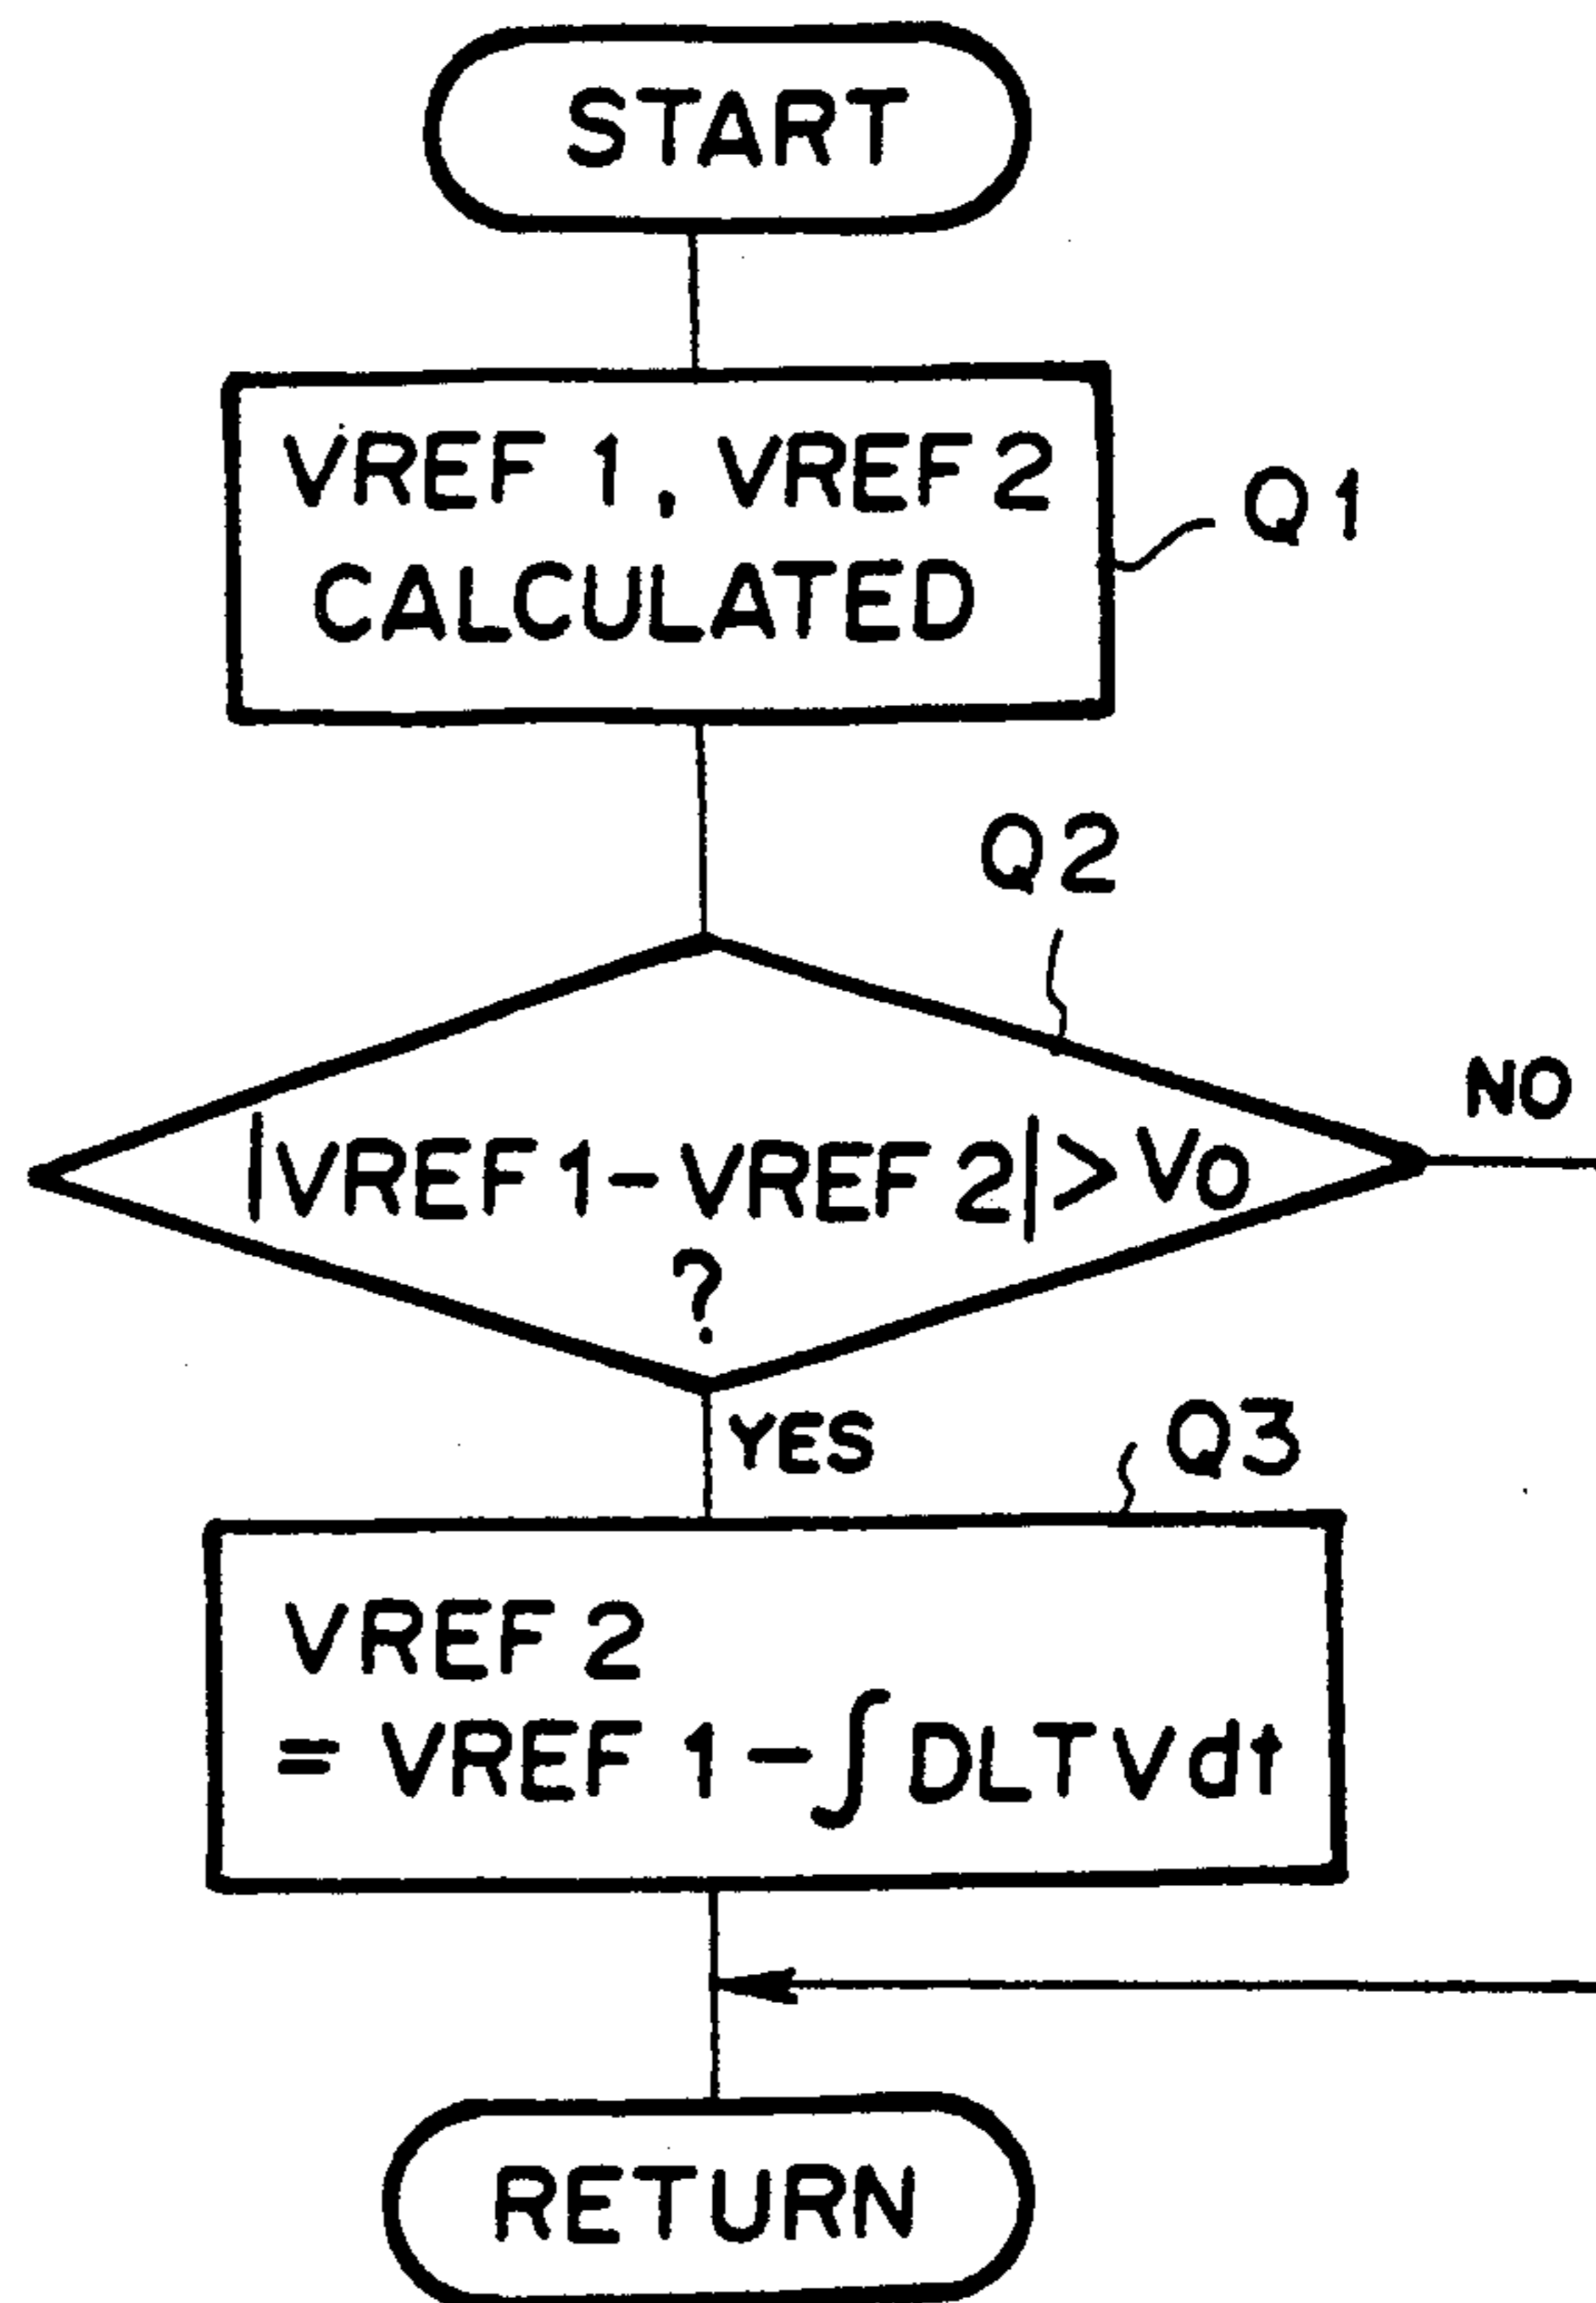 START
VREF 1, VREF 2
CALCULATED
Q1
Q2
NO
|VREF 1 - VREF 2| > Vo
?
YES
Q3
VREF 2
= VREF 1 - ∫ DLTVdt
RETURN